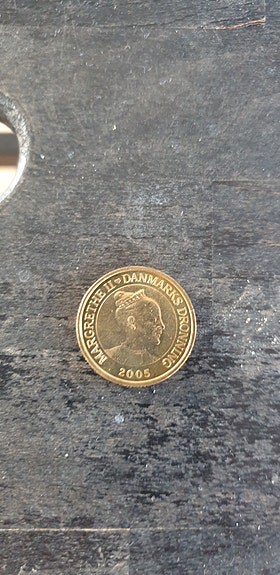 MARGRETHE II ♥ DANMARKS DRONNING
2005